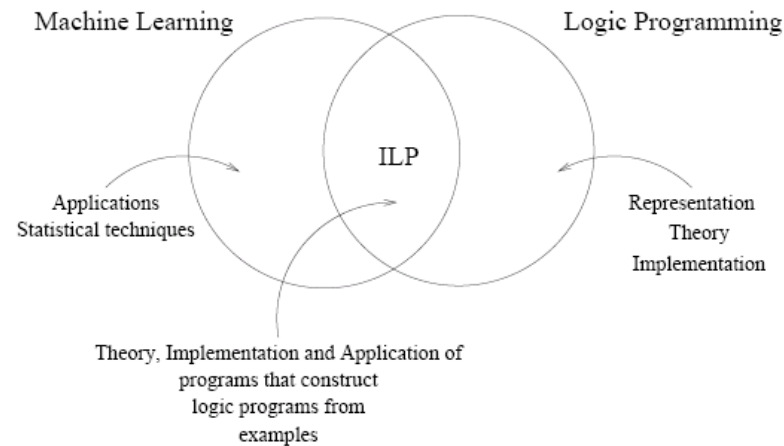 Machine Learning
Logic Programming
ILP
Applications
Statistical techniques
Representation
Theory
Implementation
Theory, Implementation and Application of
programs that construct
logic programs from
examples